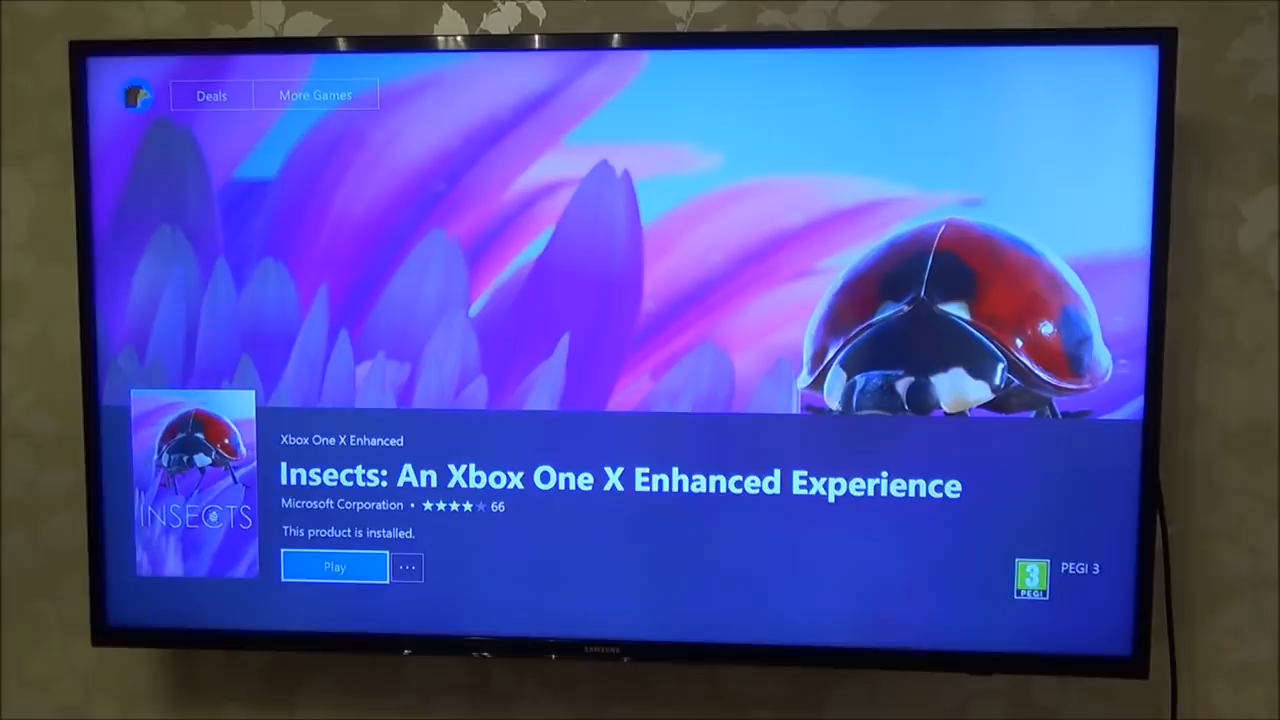 Deals
More Games
Xbox One X Enhanced
Insects: An Xbox One X Enhanced Experience
Microsoft Corporation • ★★★★★ 66
This product is installed.
Play
...
INSECTS
3
PEGI
PEGI 3
SAMSUNG